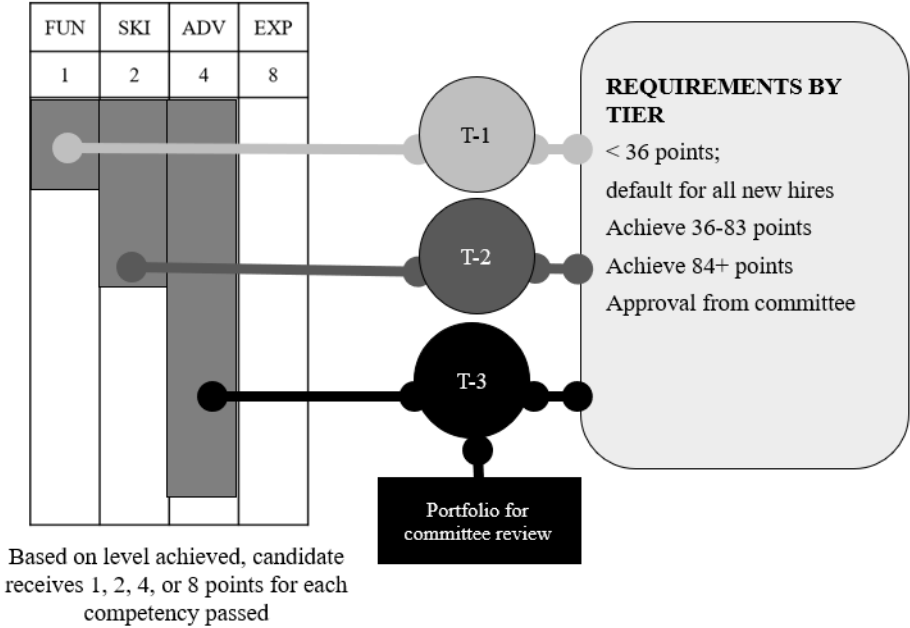 FUN SKI ADV EXP
1 2 4 8
T-1
T-2
T-3
Portfolio for
committee review
REQUIREMENTS BY
TIER
< 36 points;
default for all new hires
Achieve 36-83 points
Achieve 84+ points
Approval from committee
Based on level achieved, candidate
receives 1, 2, 4, or 8 points for each
competency passed